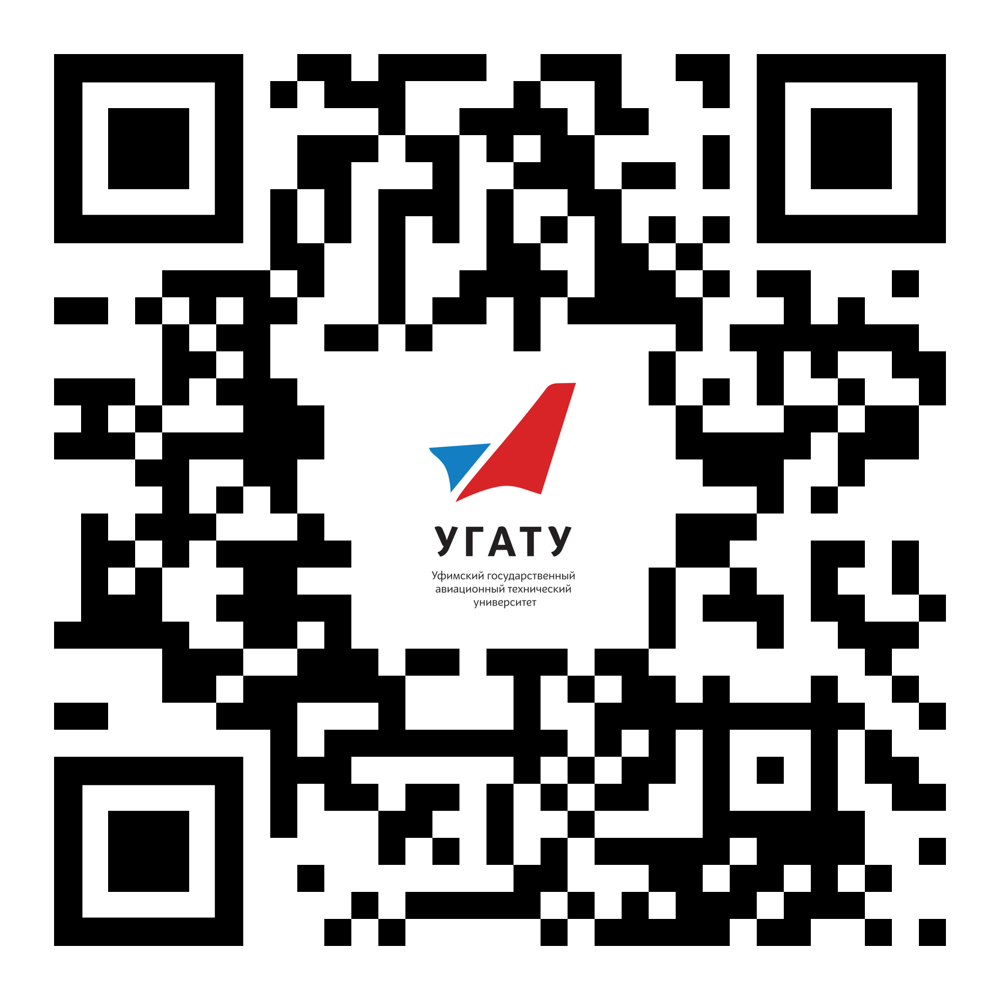 УГАТУ
Уфимский государственный
авиационный технический
университет